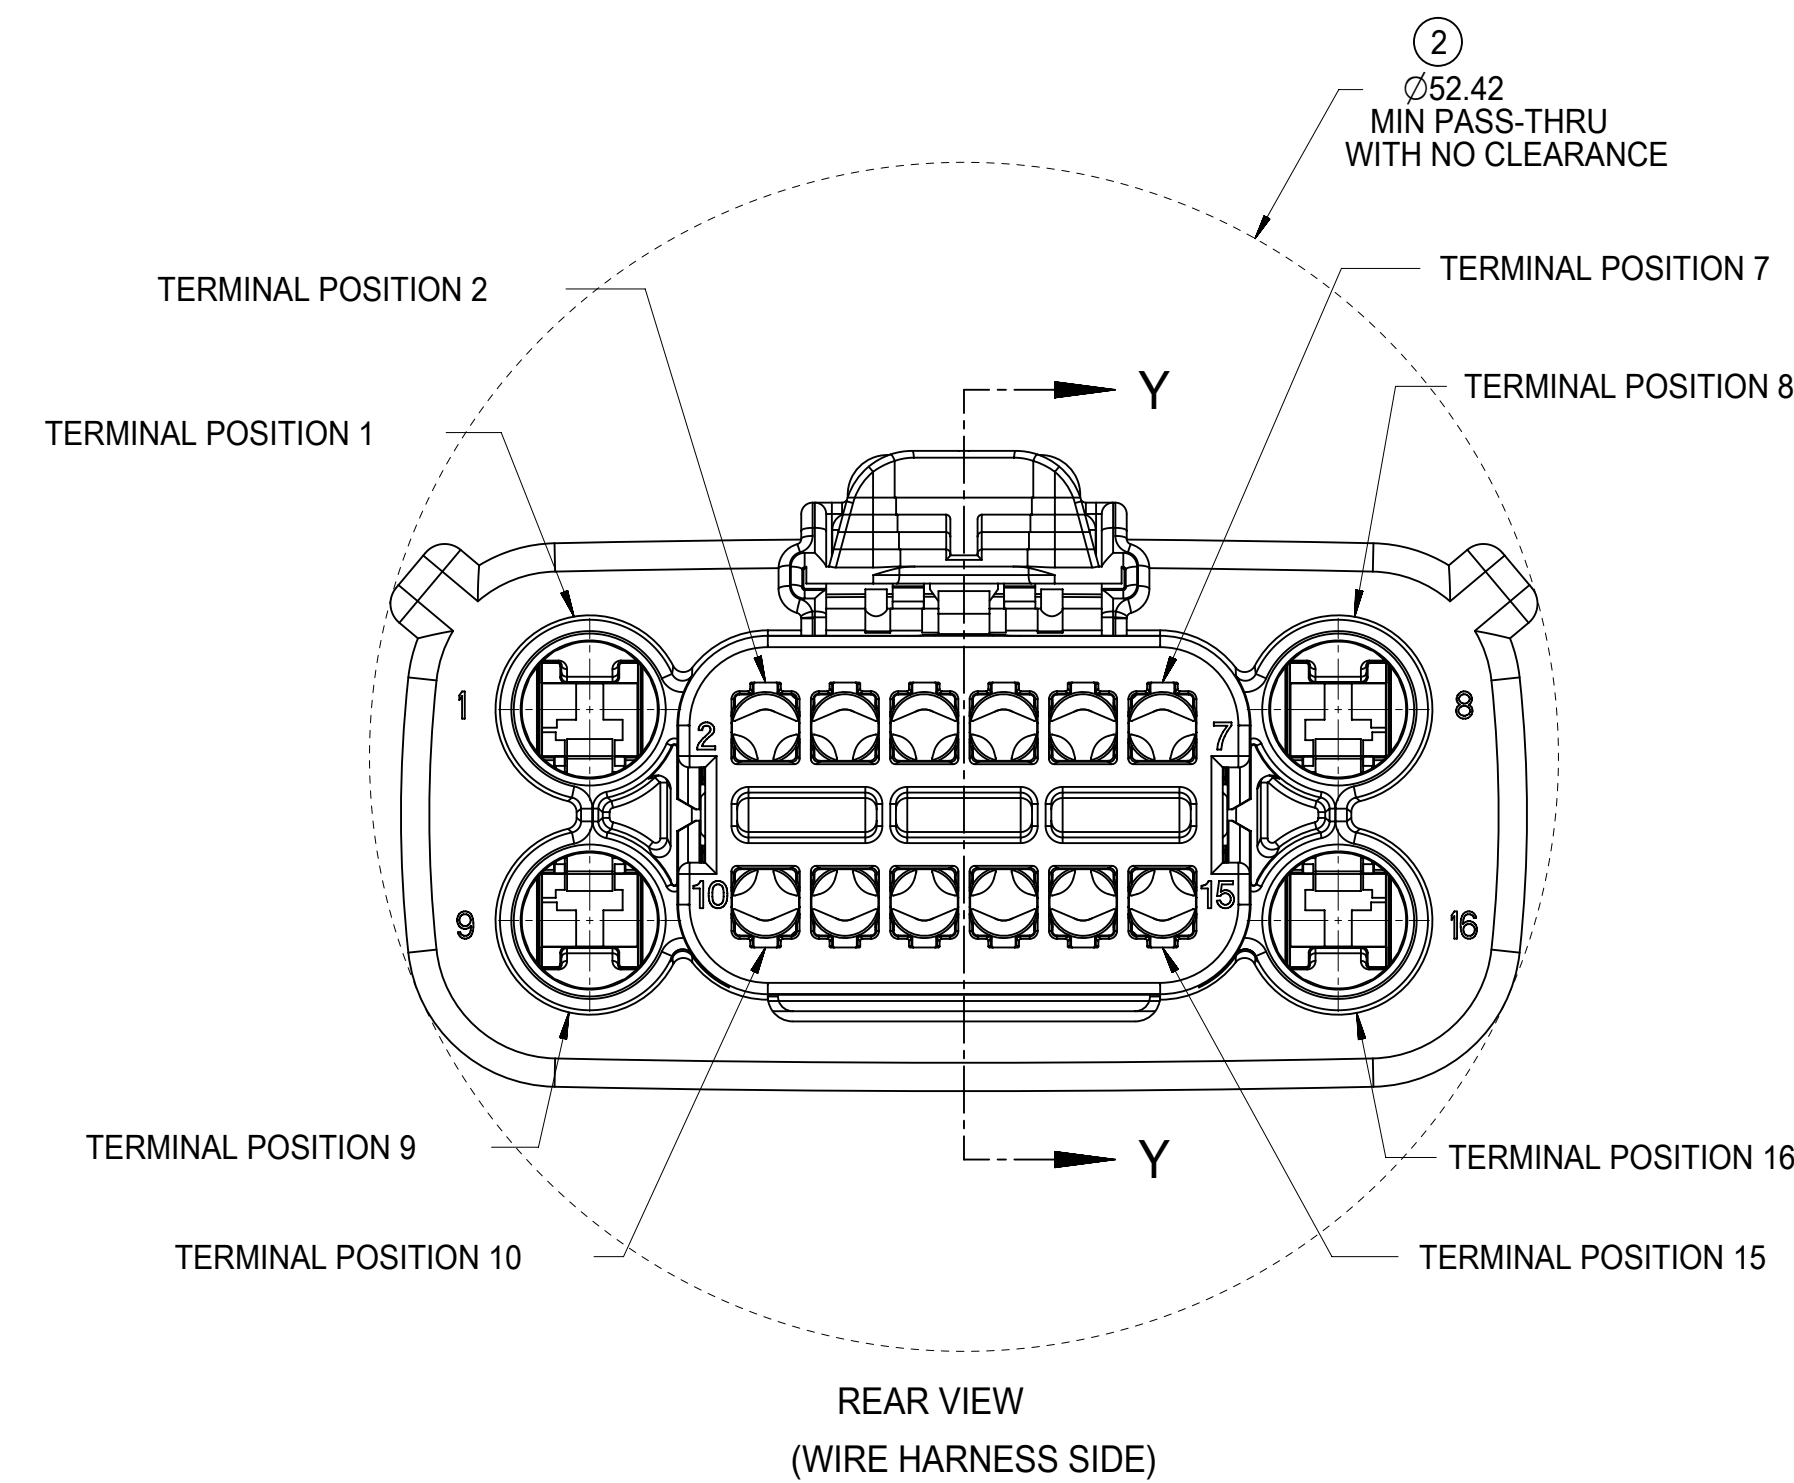 2
Ø52.42
MIN PASS-THRU
WITH NO CLEARANCE
TERMINAL POSITION 7
TERMINAL POSITION 2
Y
TERMINAL POSITION 8
TERMINAL POSITION 1
1
8
2
7
10
15
9
16
TERMINAL POSITION 9
Y
TERMINAL POSITION 16
TERMINAL POSITION 10
TERMINAL POSITION 15
REAR VIEW
(WIRE HARNESS SIDE)